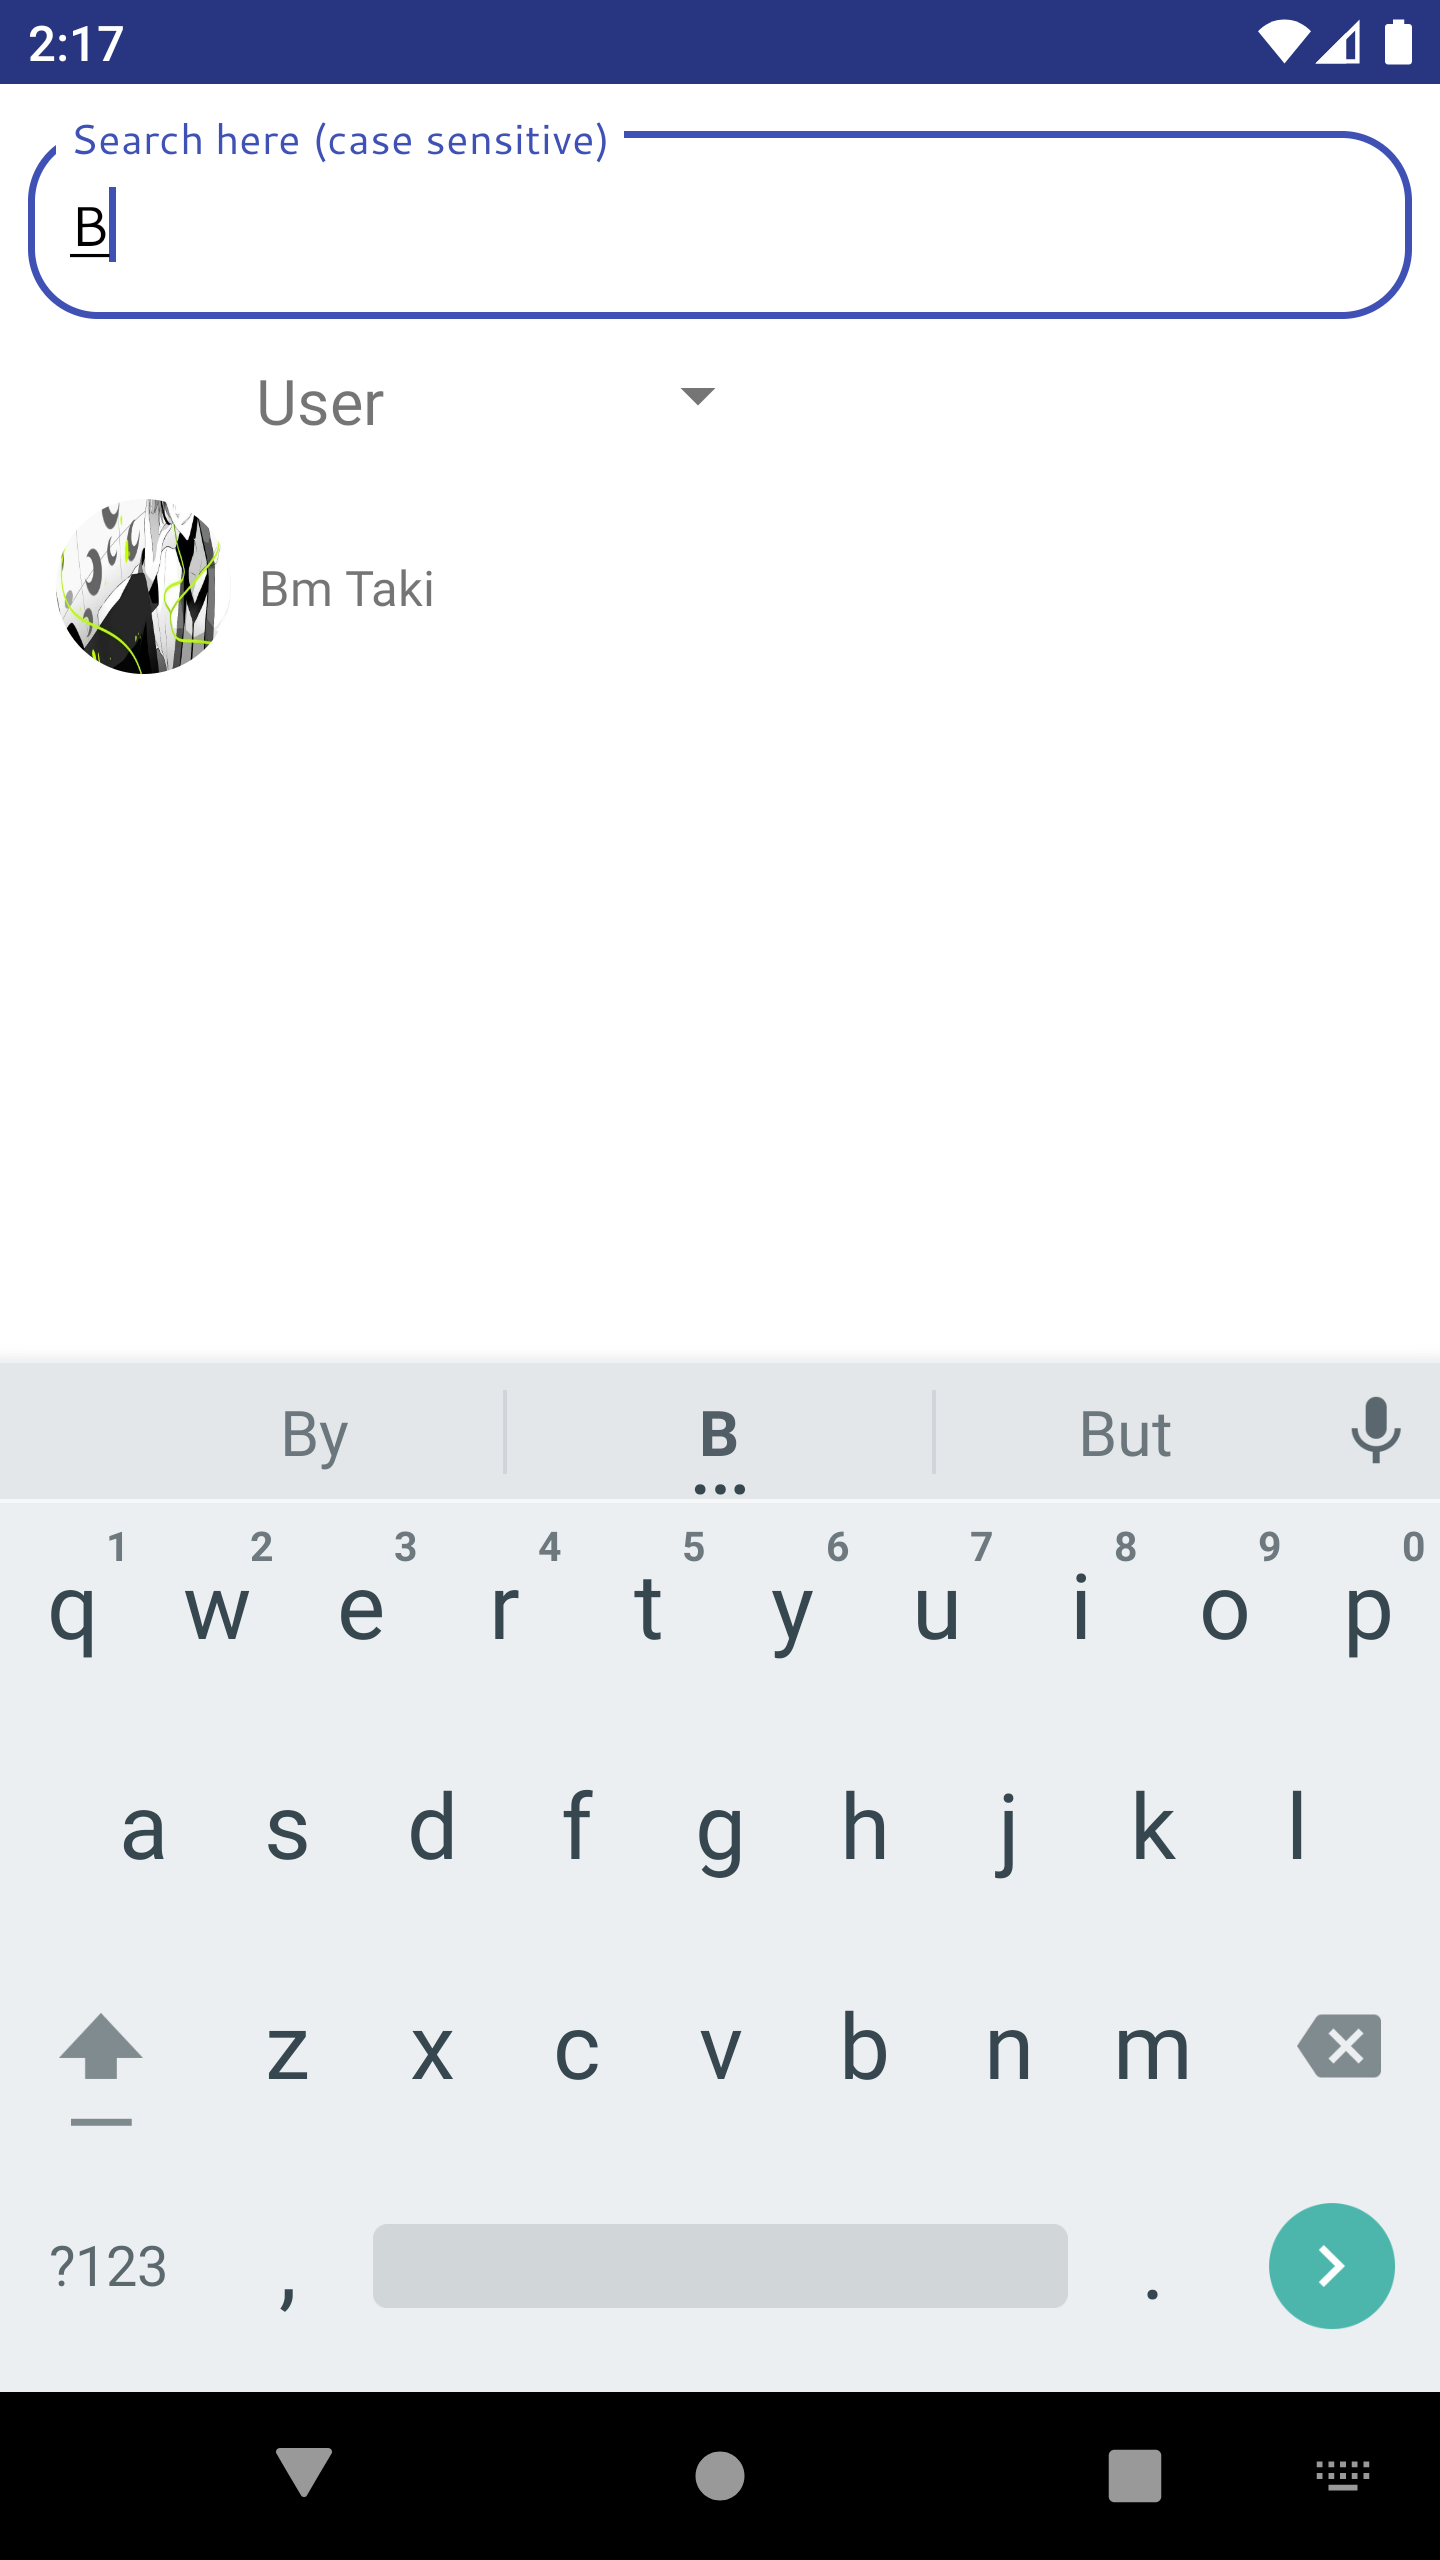 2:17
Search here (case sensitive)
B
User
Bm Taki
By B But
1 2 3 4 5 6 7 8 9 0
q w e r t y u i o p
a s d f g h j k l
z x c v b n m
?123 , .